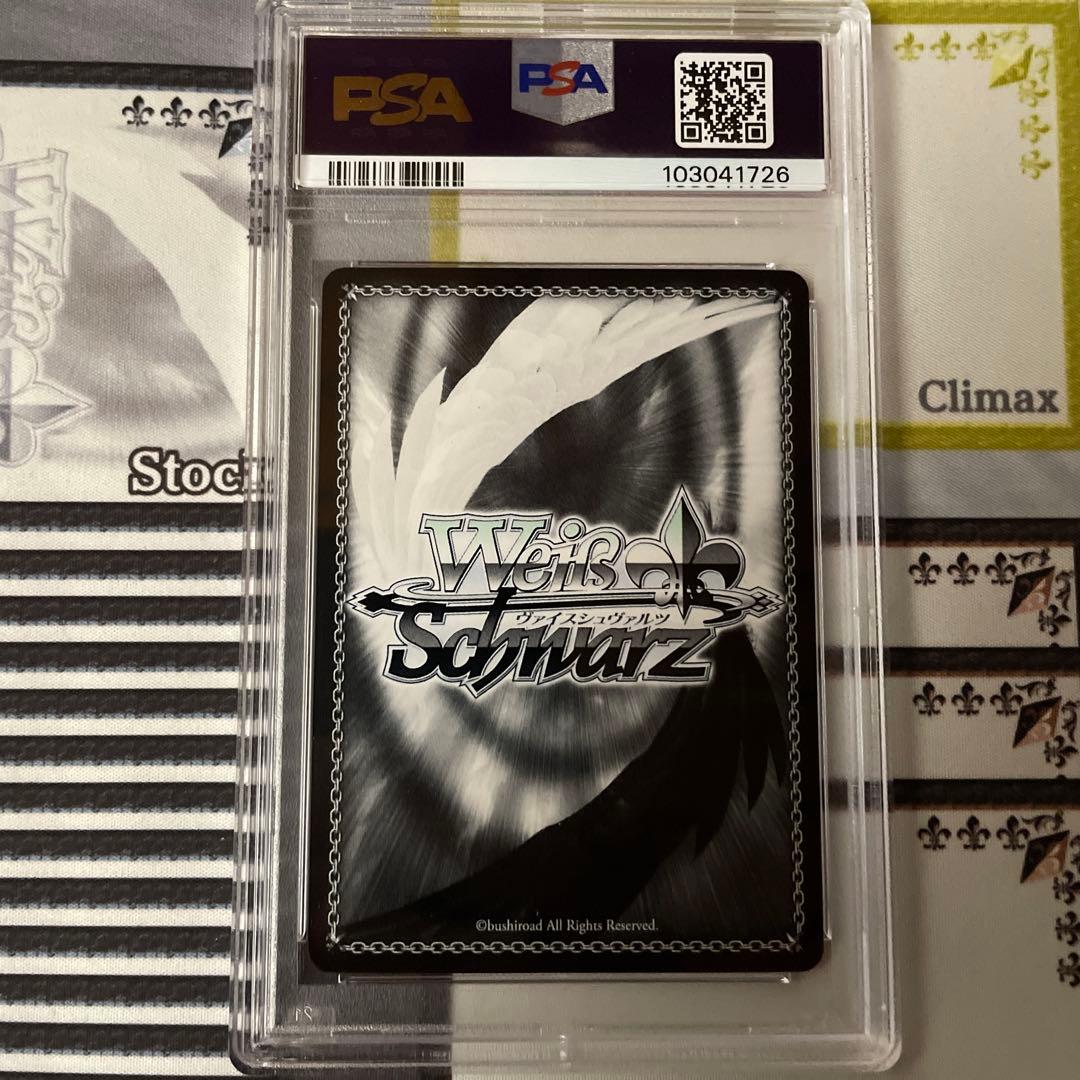 PSA
PSA
103041726
Stock
Climax
Weiß
ヴァイスシュヴァルツ
Schwarz
©bushiroad All Rights Reserved.